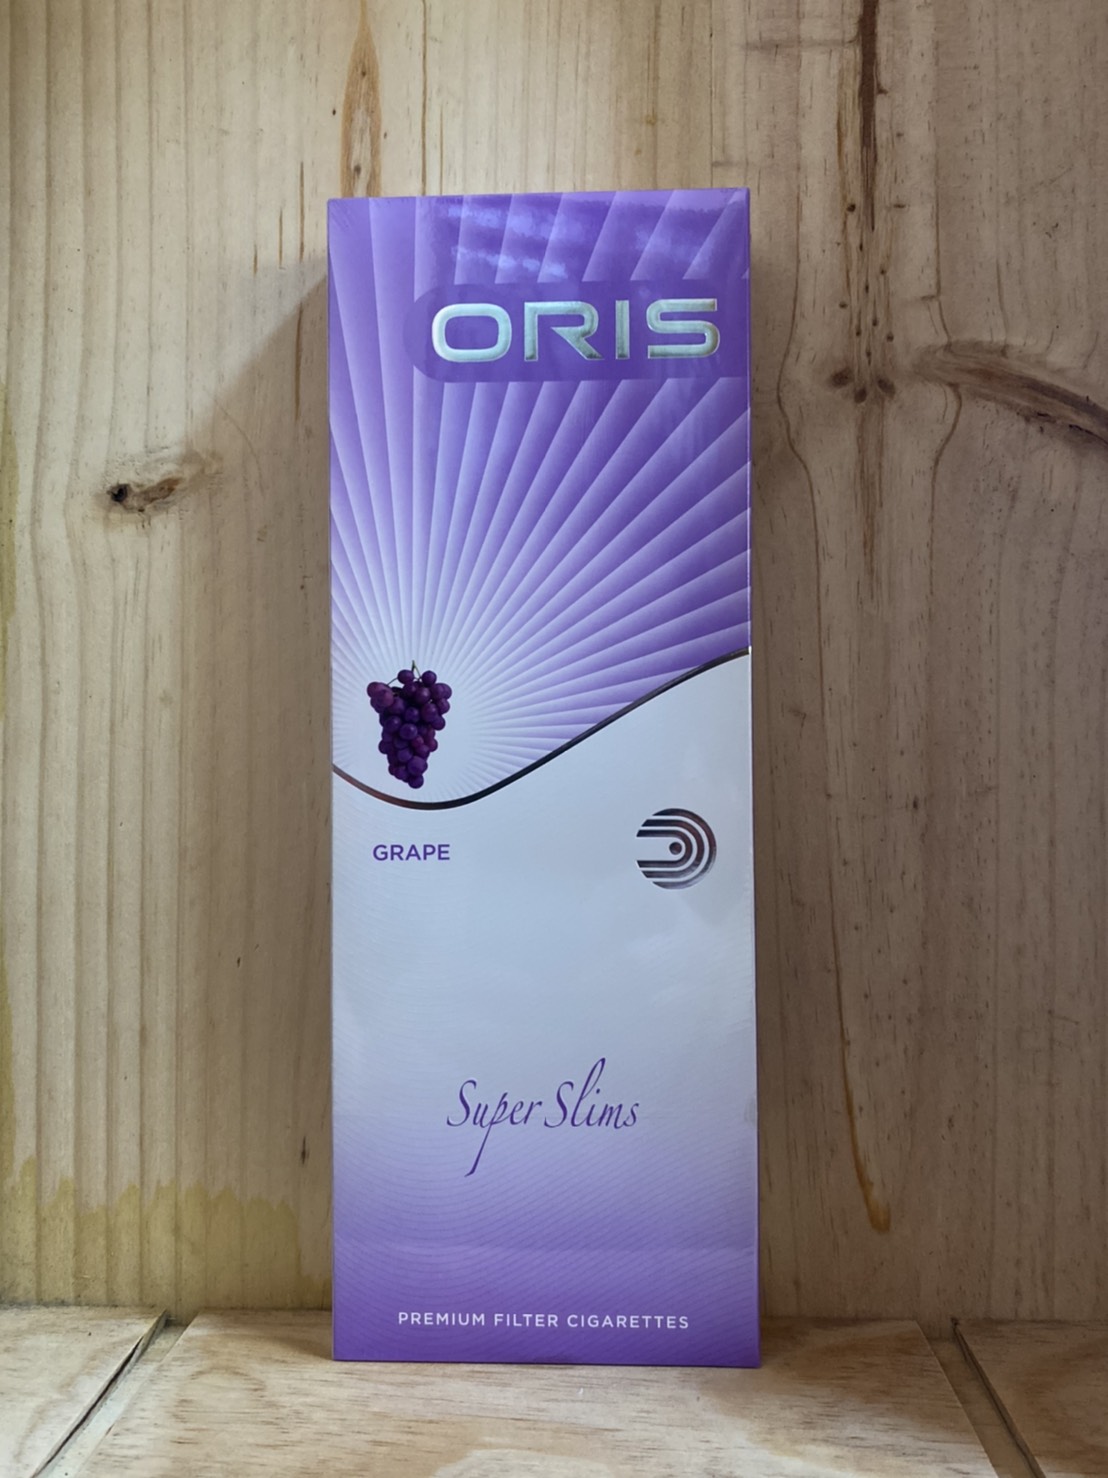 ORIS
GRAPE
Super Slims
PREMIUM FILTER CIGARETTES